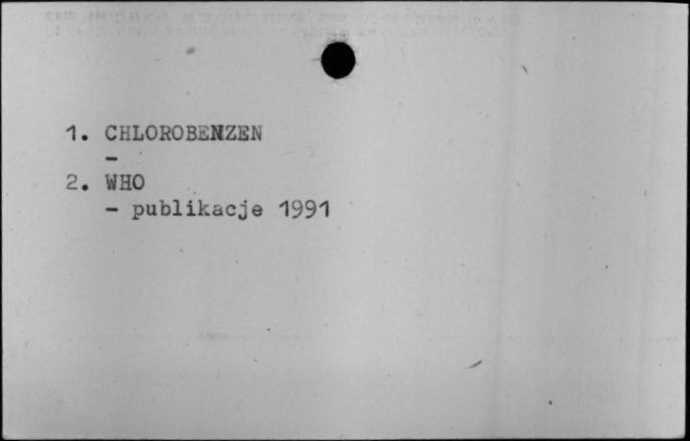 1. CHLOROBENZEN
-
2. WHO
- publikacje 1991